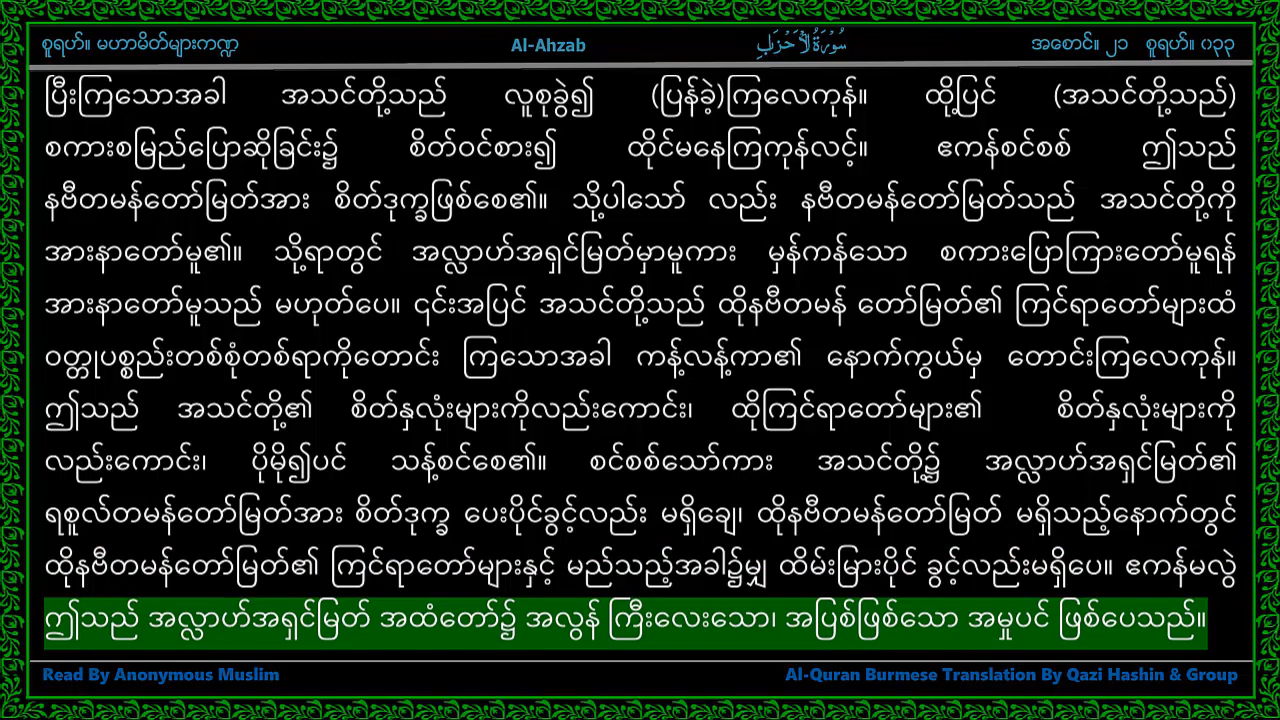 စူရဟ်။ မဟာမိတ်များကဏ္ဍ Al-Ahzab سُوْرَةُ الْاَحْزَابِ အစောင်။ ၂၁ စူရဟ်။ ၀၃၃
ပြီးကြသောအခါ အသင်တို့သည် လူစုခွဲ၍ (ပြန်ခဲ့)ကြလေကုန်။ ထို့ပြင် (အသင်တို့သည်)
စကားစမြည်ပြောဆိုခြင်း၌ စိတ်ဝင်စား၍ ထိုင်မနေကြကုန်လင့်။ ဧကန်စင်စစ် ဤသည်
နဗီတမန်တော်မြတ်အား စိတ်ဒုက္ခဖြစ်စေ၏။ သို့ပါသော် လည်း နဗီတမန်တော်မြတ်သည် အသင်တို့ကို
အားနာတော်မူ၏။ သို့ရာတွင် အလ္လာဟ်အရှင်မြတ်မှာမူကား မှန်ကန်သော စကားပြောကြားတော်မူရန်
အားနာတော်မူသည် မဟုတ်ပေ။ ၎င်းအပြင် အသင်တို့သည် ထိုနဗီတမန် တော်မြတ်၏ ကြင်ရာတော်များထံ
ဝတ္ထုပစ္စည်းတစ်စုံတစ်ရာကိုတောင်း ကြသောအခါ ကန့်လန့်ကာ၏ နောက်ကွယ်မှ တောင်းကြလေကုန်။
ဤသည် အသင်တို့၏ စိတ်နှလုံးများကိုလည်းကောင်း၊ ထိုကြင်ရာတော်များ၏ စိတ်နှလုံးများကို
လည်းကောင်း၊ ပိုမို၍ပင် သန့်စင်စေ၏။ စင်စစ်သော်ကား အသင်တို့၌ အလ္လာဟ်အရှင်မြတ်၏
ရစူလ်တမန်တော်မြတ်အား စိတ်ဒုက္ခ ပေးပိုင်ခွင့်လည်း မရှိချေ၊ ထိုနဗီတမန်တော်မြတ် မရှိသည့်နောက်တွင်
ထိုနဗီတမန်တော်မြတ်၏ ကြင်ရာတော်များနှင့် မည်သည့်အခါ၌မျှ ထိမ်းမြားပိုင် ခွင့်လည်းမရှိပေ။ ဧကန်မလွဲ
ဤသည် အလ္လာဟ်အရှင်မြတ် အထံတော်၌ အလွန် ကြီးလေးသော၊ အပြစ်ဖြစ်သော အမှုပင် ဖြစ်ပေသည်။
Read By Anonymous Muslim Al-Quran Burmese Translation By Qazi Hashin & Group